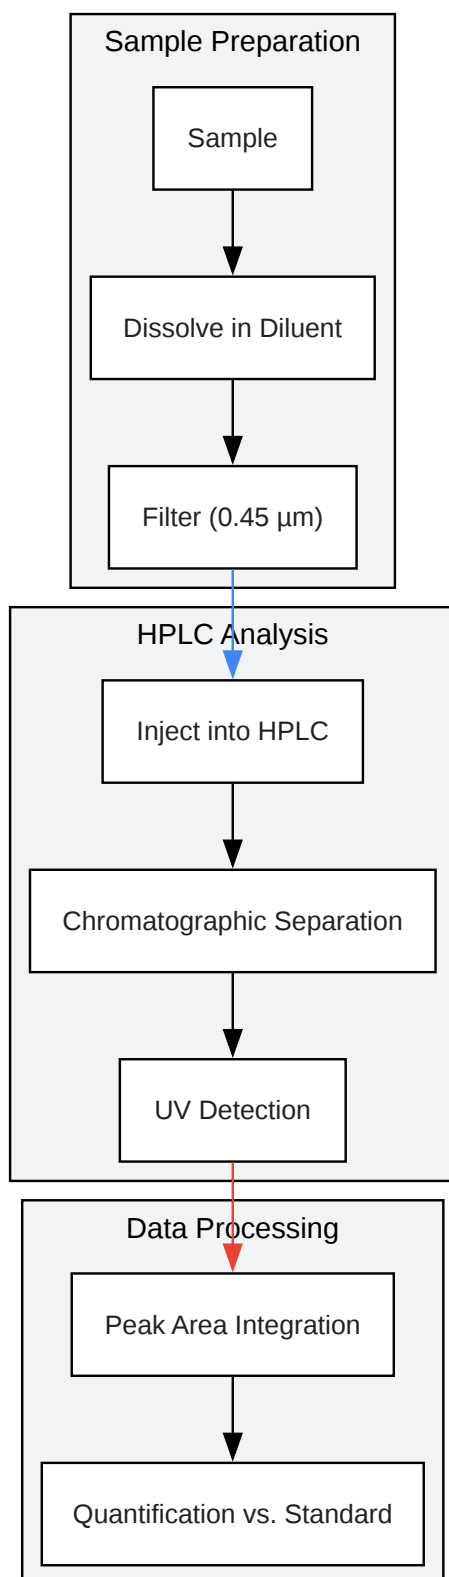 Sample Preparation
Sample
Dissolve in Diluent
Filter (0.45 µm)
HPLC Analysis
Inject into HPLC
Chromatographic Separation
UV Detection
Data Processing
Peak Area Integration
Quantification vs. Standard